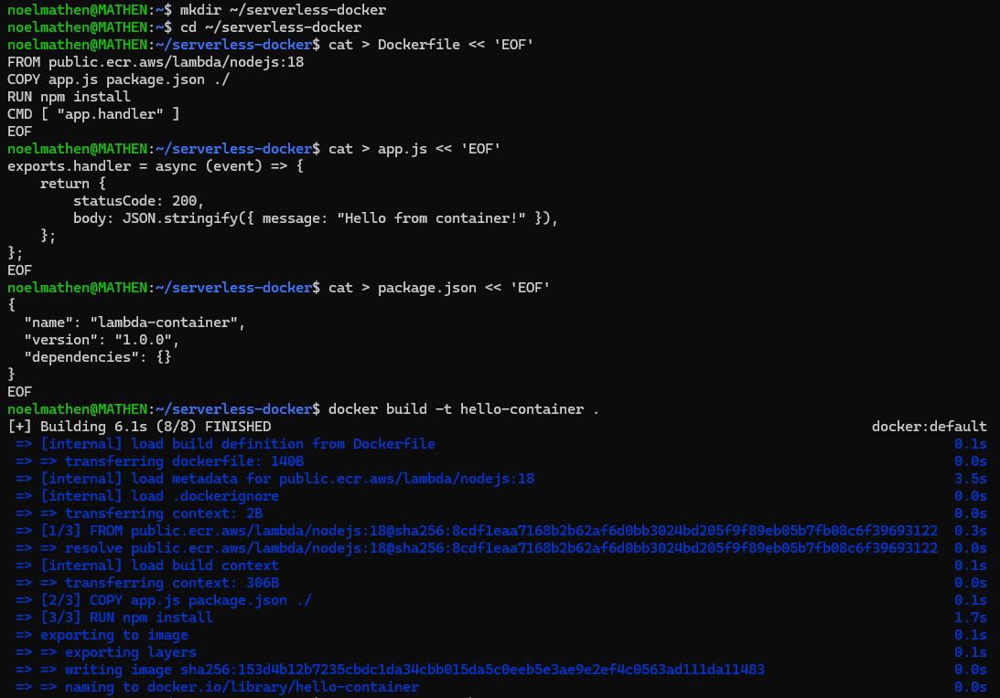 noelmathen@MATHEN:~$ mkdir ~/serverless-docker
noelmathen@MATHEN:~$ cd ~/serverless-docker
noelmathen@MATHEN:~/serverless-docker$ cat > Dockerfile << 'EOF'
FROM public.ecr.aws/lambda/nodejs:18
COPY app.js package.json ./
RUN npm install
CMD [ "app.handler" ]
EOF
noelmathen@MATHEN:~/serverless-docker$ cat > app.js << 'EOF'
exports.handler = async (event) => {
    return {
        statusCode: 200,
        body: JSON.stringify({ message: "Hello from container!" }),
    };
};
EOF
noelmathen@MATHEN:~/serverless-docker$ cat > package.json << 'EOF'
{
  "name": "lambda-container",
  "version": "1.0.0",
  "dependencies": {}
}
EOF
noelmathen@MATHEN:~/serverless-docker$ docker build -t hello-container .
[+] Building 6.1s (8/8) FINISHED docker:default
 => [internal] load build definition from Dockerfile 0.1s
 => => transferring dockerfile: 140B 0.0s
 => [internal] load metadata for public.ecr.aws/lambda/nodejs:18 3.5s
 => [internal] load .dockerignore 0.0s
 => => transferring context: 2B 0.0s
 => [1/3] FROM public.ecr.aws/lambda/nodejs:18@sha256:8cdf1eaa7168b2b62af6d0bb3024bd205f9f89eb05b7fb08c6f39693122 0.3s
 => => resolve public.ecr.aws/lambda/nodejs:18@sha256:8cdf1eaa7168b2b62af6d0bb3024bd205f9f89eb05b7fb08c6f39693122 0.0s
 => [internal] load build context 0.1s
 => => transferring context: 306B 0.0s
 => [2/3] COPY app.js package.json ./ 0.1s
 => [3/3] RUN npm install 1.7s
 => exporting to image 0.1s
 => => exporting layers 0.1s
 => => writing image sha256:153d4b12b7235cbdc1da34cbb015da5c0eeb5e3ae9e2ef4c0563ad111da11483 0.0s
 => => naming to docker.io/library/hello-container 0.0s